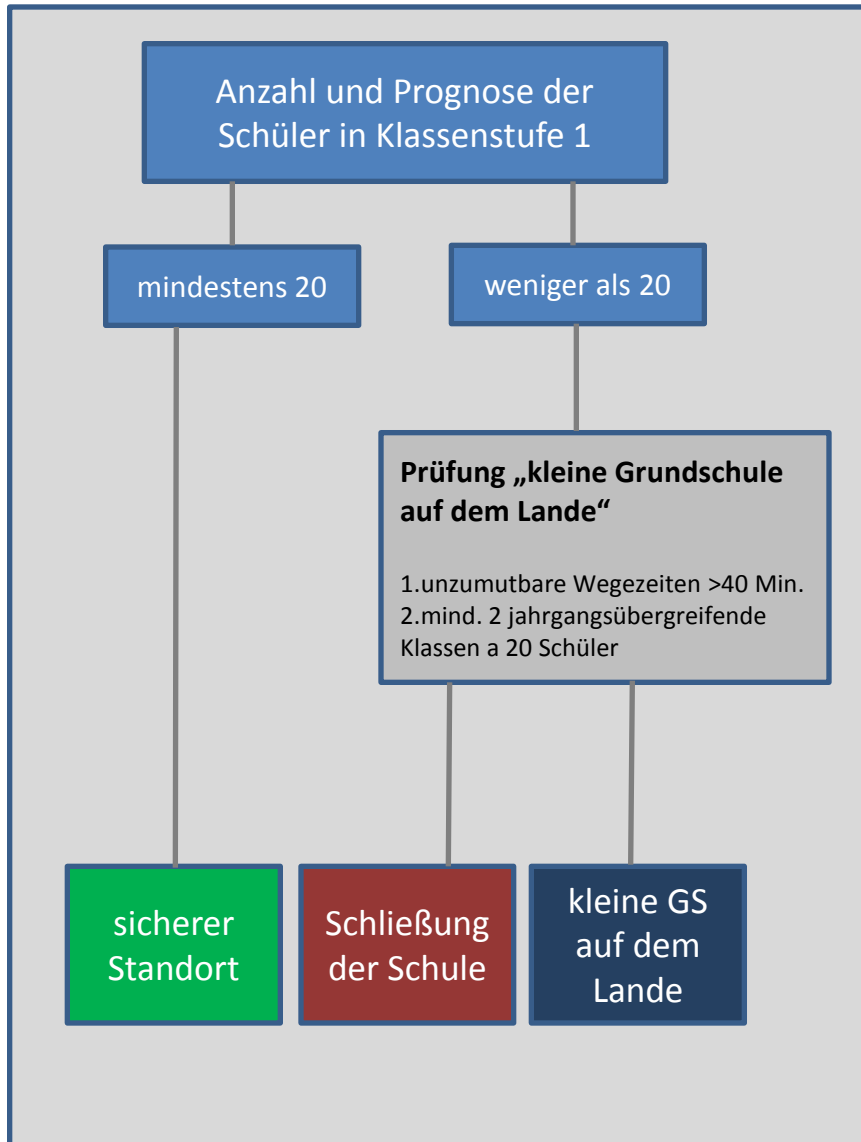 Anzahl und Prognose der
Schüler in Klassenstufe 1
mindestens 20
weniger als 20
Prüfung „kleine Grundschule
auf dem Lande“
1.unzumutbare Wegezeiten >40 Min.
2.mind. 2 jahrgangsübergreifende
Klassen a 20 Schüler
sicherer
Standort
Schließung
der Schule
kleine GS
auf dem
Lande